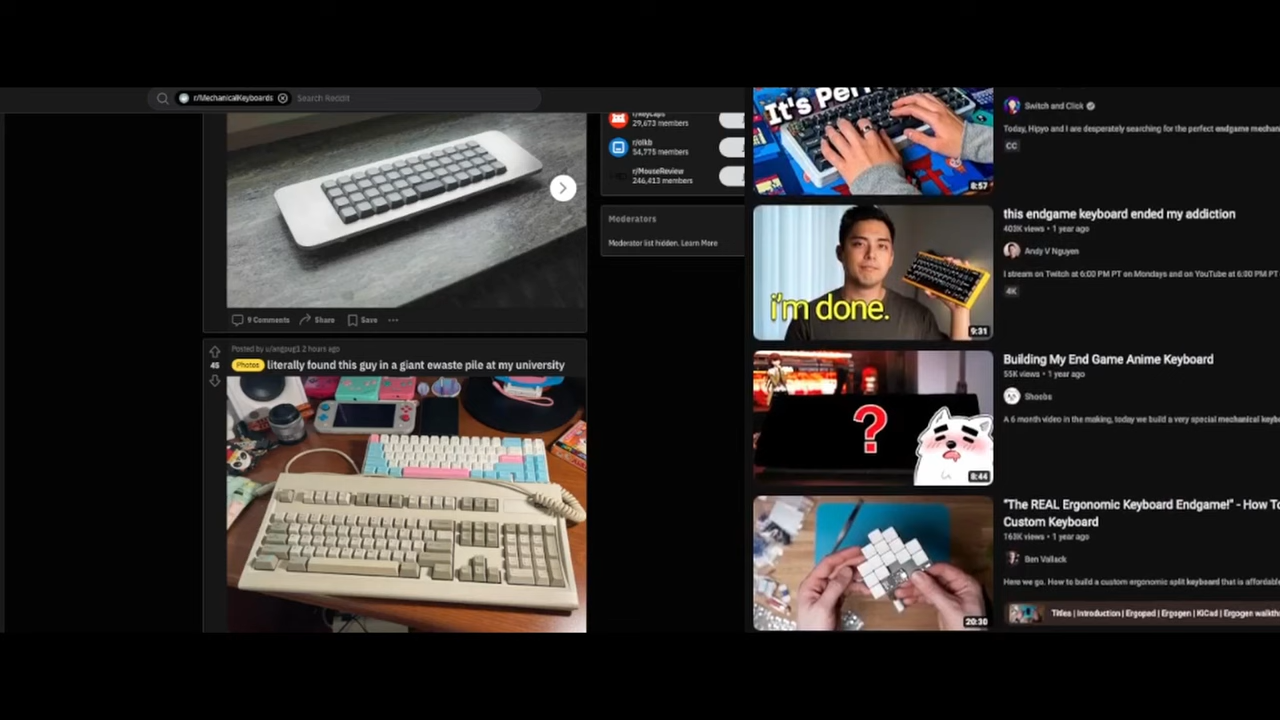 r/MechanicalKeyboards
Search Reddit
r/keycaps
29,673 members
r/olkb
54,775 members
r/MouseReview
246,413 members
Moderators
Moderator list hidden. Learn More
9 Comments
Share
Save
Posted by u/angpug1 2 hours ago
45
Photos
literally found this guy in a giant ewaste pile at my university
It's Per
8:57
Switch and Click
Today, Hipyo and I are desperately searching for the perfect endgame mechan
CC
i'm done.
9:31
this endgame keyboard ended my addiction
403K views • 1 year ago
Andy V Nguyen
I stream on Twitch at 6:00 PM PT on Mondays and on YouTube at 6:00 PM PT
4K
?
8:44
Building My End Game Anime Keyboard
55K views • 1 year ago
Shoobs
A 6 month video in the making, today we build a very special mechanical keyb
20:30
"The REAL Ergonomic Keyboard Endgame!" - How To
Custom Keyboard
163K views • 1 year ago
Ben Vallack
Here we go. How to build a custom ergonomic split keyboard that is affordable
Titles | Introduction | Ergopad | Ergogen | KiCad | Ergogen walkth